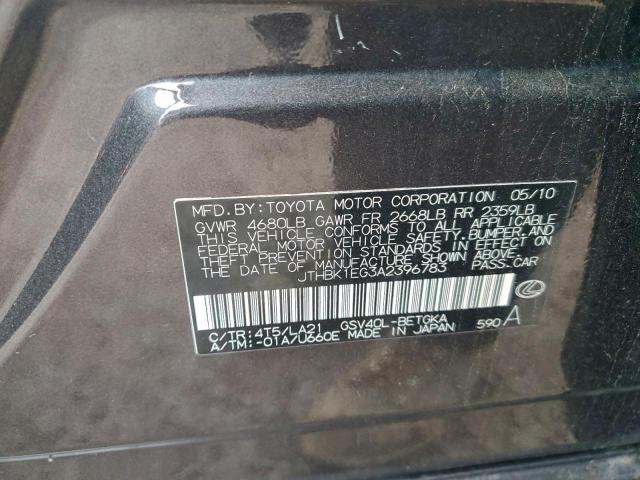 MFD. BY: TOYOTA MOTOR CORPORATION 05/10
GVWR 4680LB GAWR FR 2668LB RR 2359LB
THIS VEHICLE CONFORMS TO ALL APPLICABLE
FEDERAL MOTOR VEHICLE SAFETY, BUMPER, AND
THEFT PREVENTION STANDARDS IN EFFECT ON
THE DATE OF MANUFACTURE SHOWN ABOVE.
JTHBK1EG3A2396783 PASS.CAR
C/TR: 4T5/LA21 GSV40L-BETGKA
A/TM: -01A/U660E MADE IN JAPAN 590 A